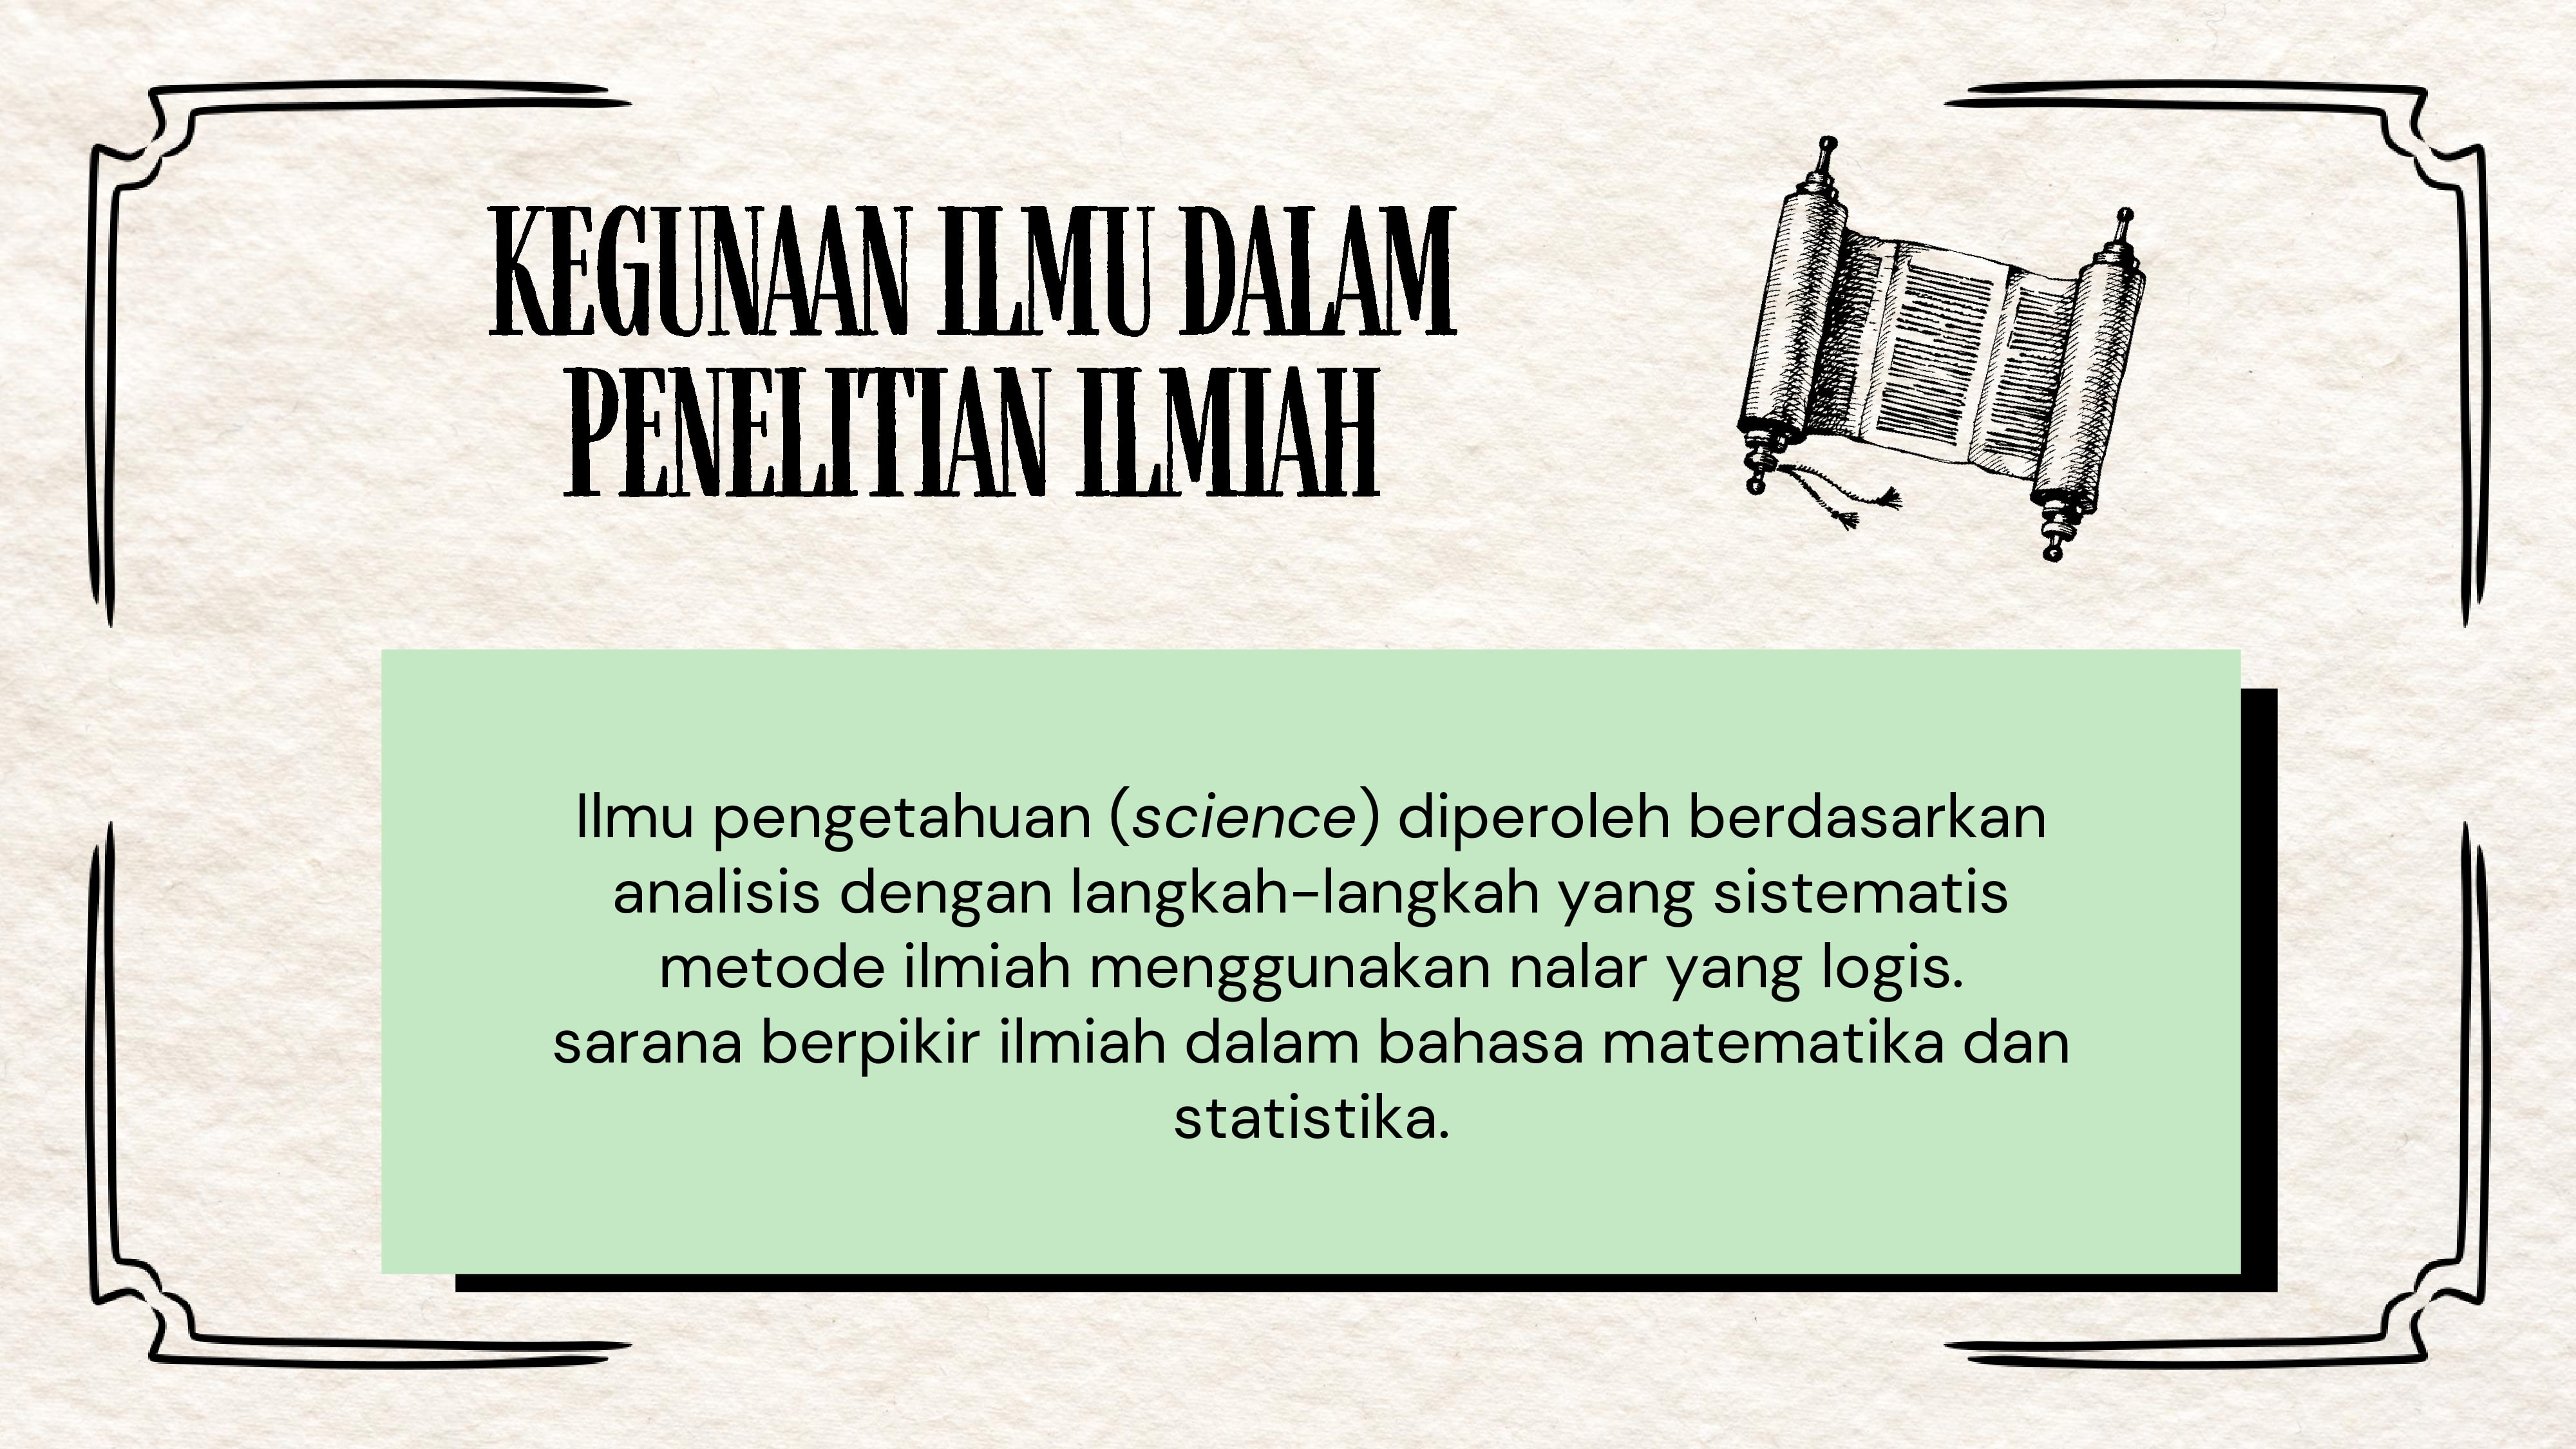 KEGUNAAN ILMU DALAM
PENELITIAN ILMIAH
Ilmu pengetahuan (science) diperoleh berdasarkan
analisis dengan langkah-langkah yang sistematis
metode ilmiah menggunakan nalar yang logis.
sarana berpikir ilmiah dalam bahasa matematika dan
statistika.